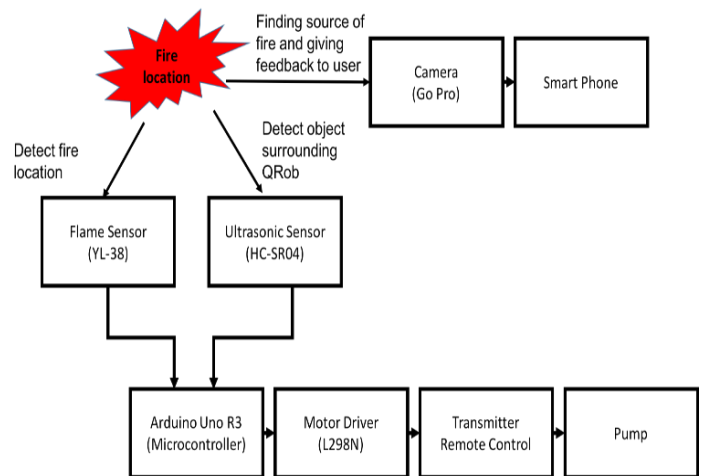 Finding source of
fire and giving
feedback to user
Fire
location
Camera
(Go Pro)
Smart Phone
Detect fire
location
Detect object
surrounding
QRob
Flame Sensor
(YL-38)
Ultrasonic Sensor
(HC-SR04)
Arduino Uno R3
(Microcontroller)
Motor Driver
(L298N)
Transmitter
Remote Control
Pump